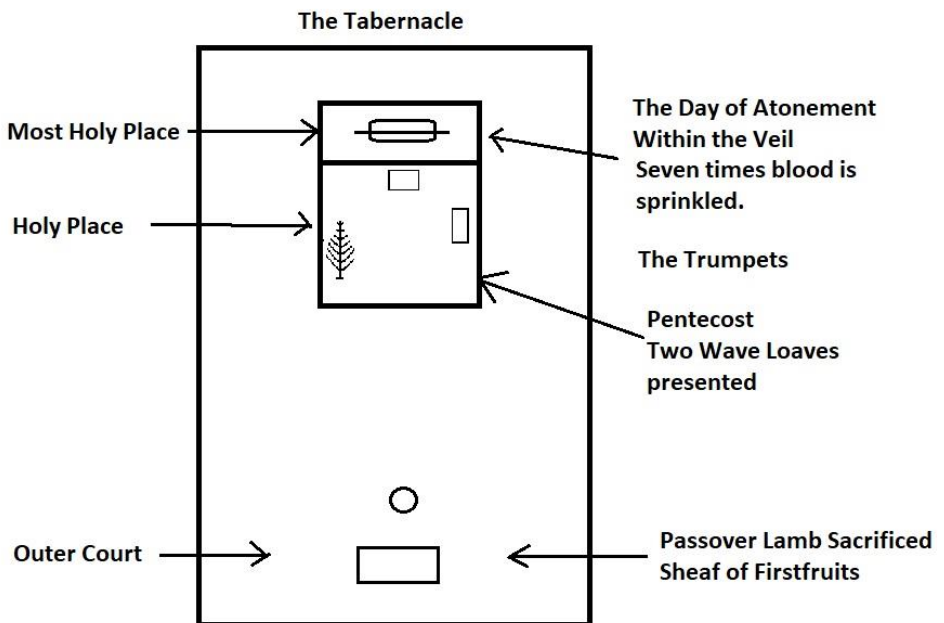 The Tabernacle
Most Holy Place
The Day of Atonement
Within the Veil
Seven times blood is
sprinkled.
Holy Place
The Trumpets
Pentecost
Two Wave Loaves
presented
Outer Court
Passover Lamb Sacrificed
Sheaf of Firstfruits